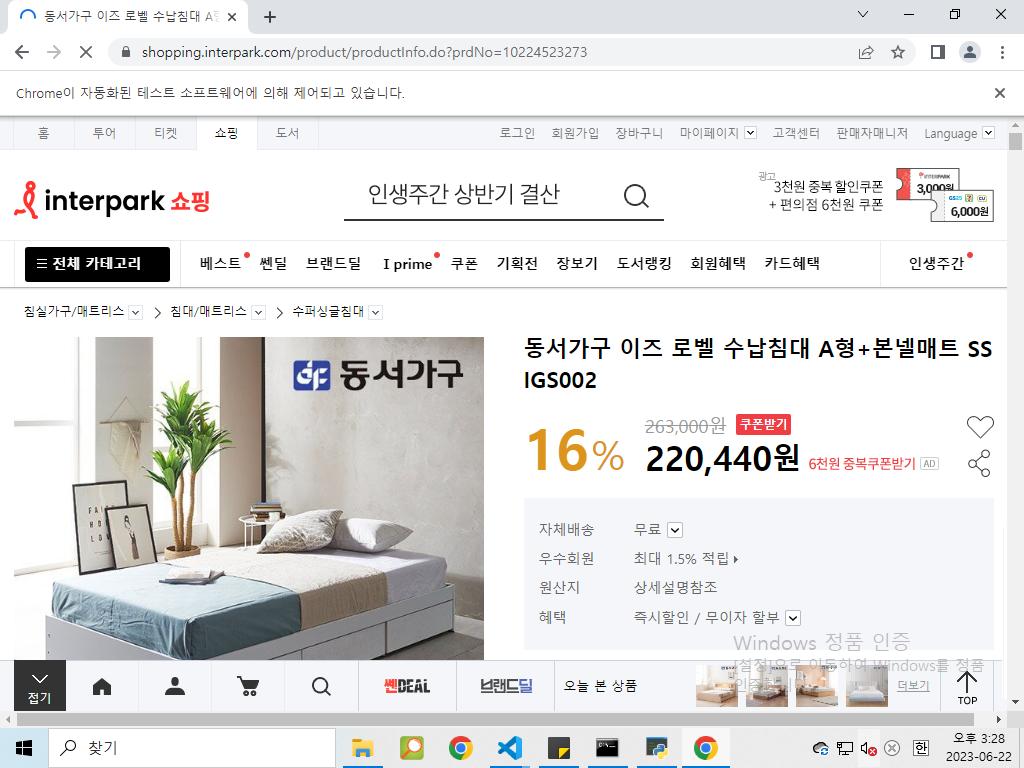 동서가구 이즈 로벨 수납침대 A형
shopping.interpark.com/product/productInfo.do?prdNo=10224523273
Chrome이 자동화된 테스트 소프트웨어에 의해 제어되고 있습니다.
홈 투어 티켓 쇼핑 도서 로그인 회원가입 장바구니 마이페이지 고객센터 판매자매니저 Language
interpark 쇼핑
인생주간 상반기 결산
광고
3천원 중복 할인쿠폰
+ 편의점 6천원 쿠폰
INTERPARK
3,000원
GS25 CU
6,000원
전체 카테고리 베스트 쎈딜 브랜드딜 I prime 쿠폰 기획전 장보기 도서랭킹 회원혜택 카드혜택 인생주간
침실가구/매트리스 침대/매트리스 수퍼싱글침대
동서가구
동서가구 이즈 로벨 수납침대 A형+본넬매트 SS
IGS002
263,000원 쿠폰받기
16% 220,440원 6천원 중복쿠폰받기 AD
자체배송 무료
우수회원 최대 1.5% 적립
원산지 상세설명참조
혜택 즉시할인 / 무이자 할부
Windows 정품 인증
[설정]으로 이동하여 Windows를 정품
인증합니다.
접기
쎈DEAL
브랜드딜
오늘 본 상품
더보기
TOP
찾기
한
오후 3:28
2023-06-22